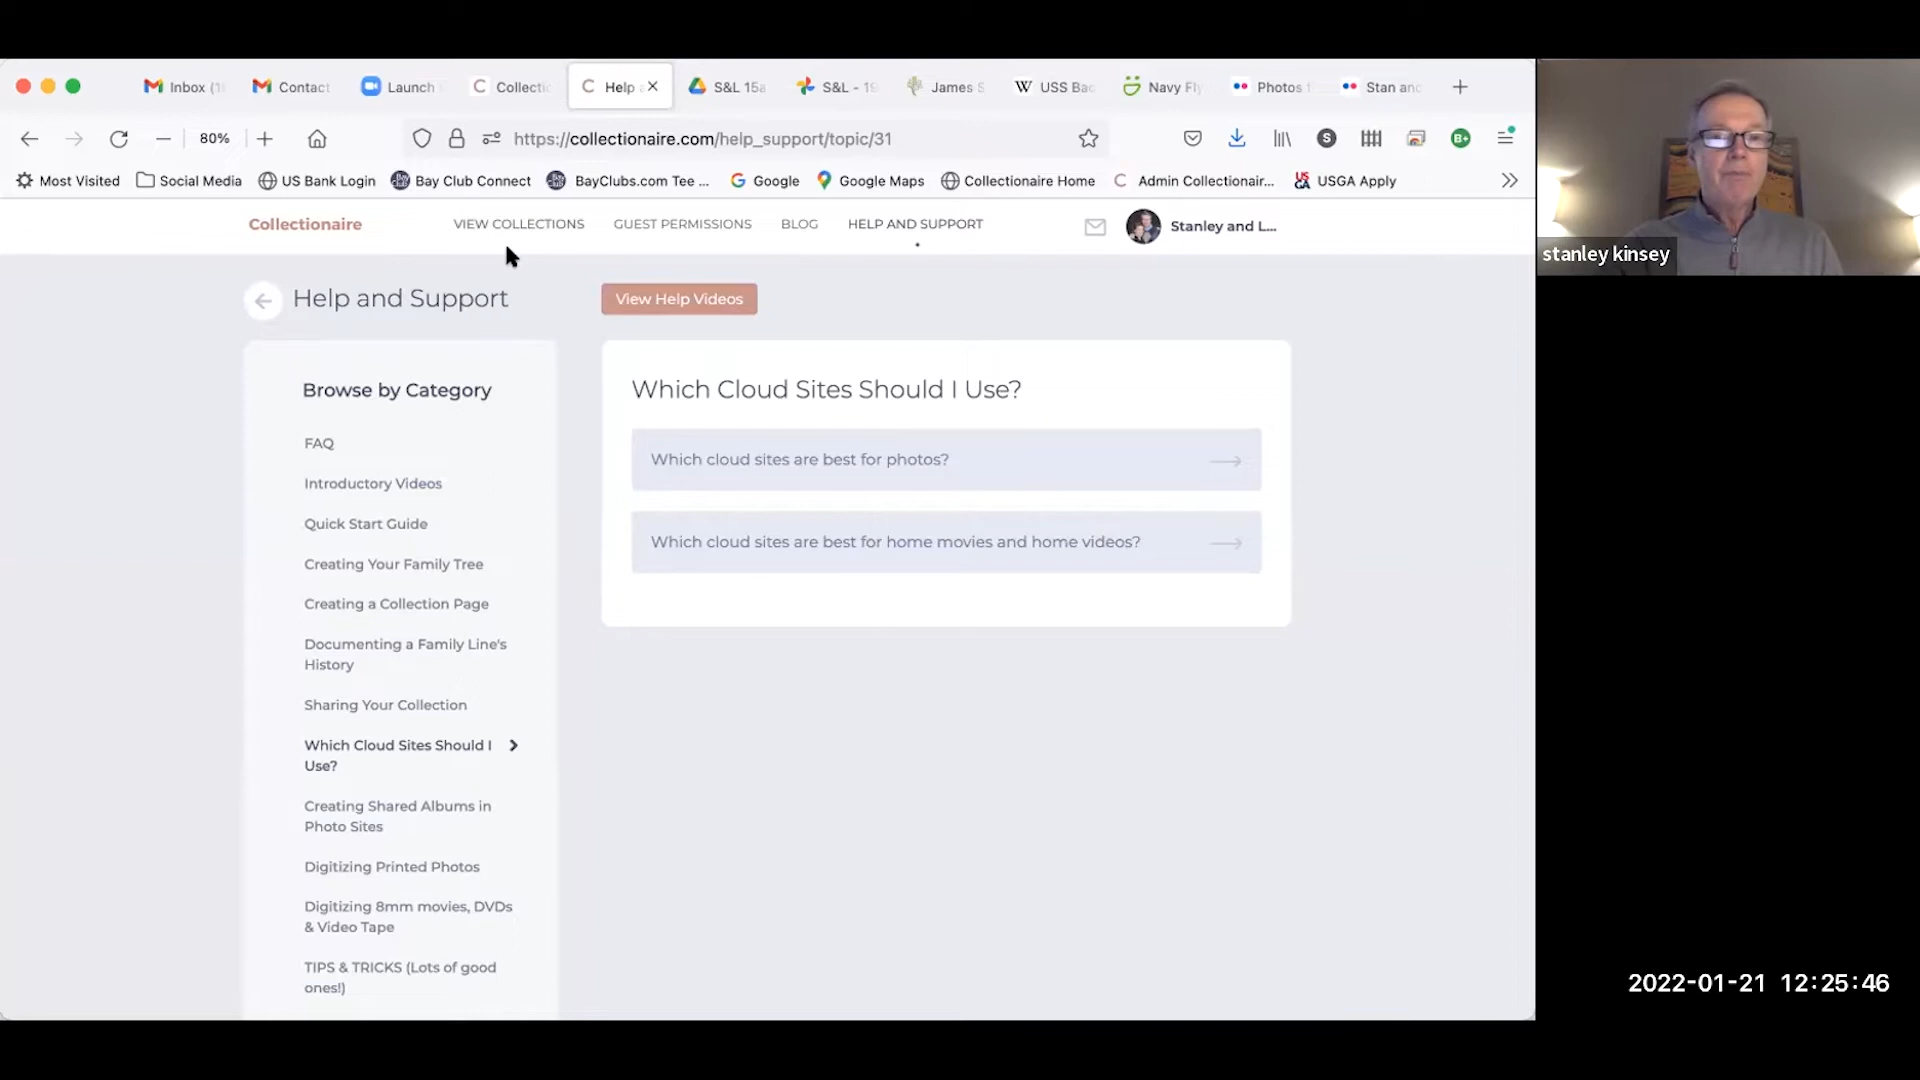 Inbox (1
Contact
Launch
Collectic
Help
S&L 15a
S&L - 19
James S
USS Bac
Navy Fly
Photos f
Stan and
80%
https://collectionaire.com/help_support/topic/31
Most Visited
Social Media
US Bank Login
Bay Club Connect
BayClubs.com Tee ...
Google
Google Maps
Collectionaire Home
Admin Collectionair...
USGA Apply
Collectionaire
VIEW COLLECTIONS
GUEST PERMISSIONS
BLOG
HELP AND SUPPORT
Stanley and L...
Help and Support
View Help Videos
Browse by Category
FAQ
Introductory Videos
Quick Start Guide
Creating Your Family Tree
Creating a Collection Page
Documenting a Family Line's
History
Sharing Your Collection
Which Cloud Sites Should I
Use?
Creating Shared Albums in
Photo Sites
Digitizing Printed Photos
Digitizing 8mm movies, DVDs
& Video Tape
TIPS & TRICKS (Lots of good
ones!)
Which Cloud Sites Should I Use?
Which cloud sites are best for photos?
Which cloud sites are best for home movies and home videos?
stanley kinsey
2022-01-21 12:25:46